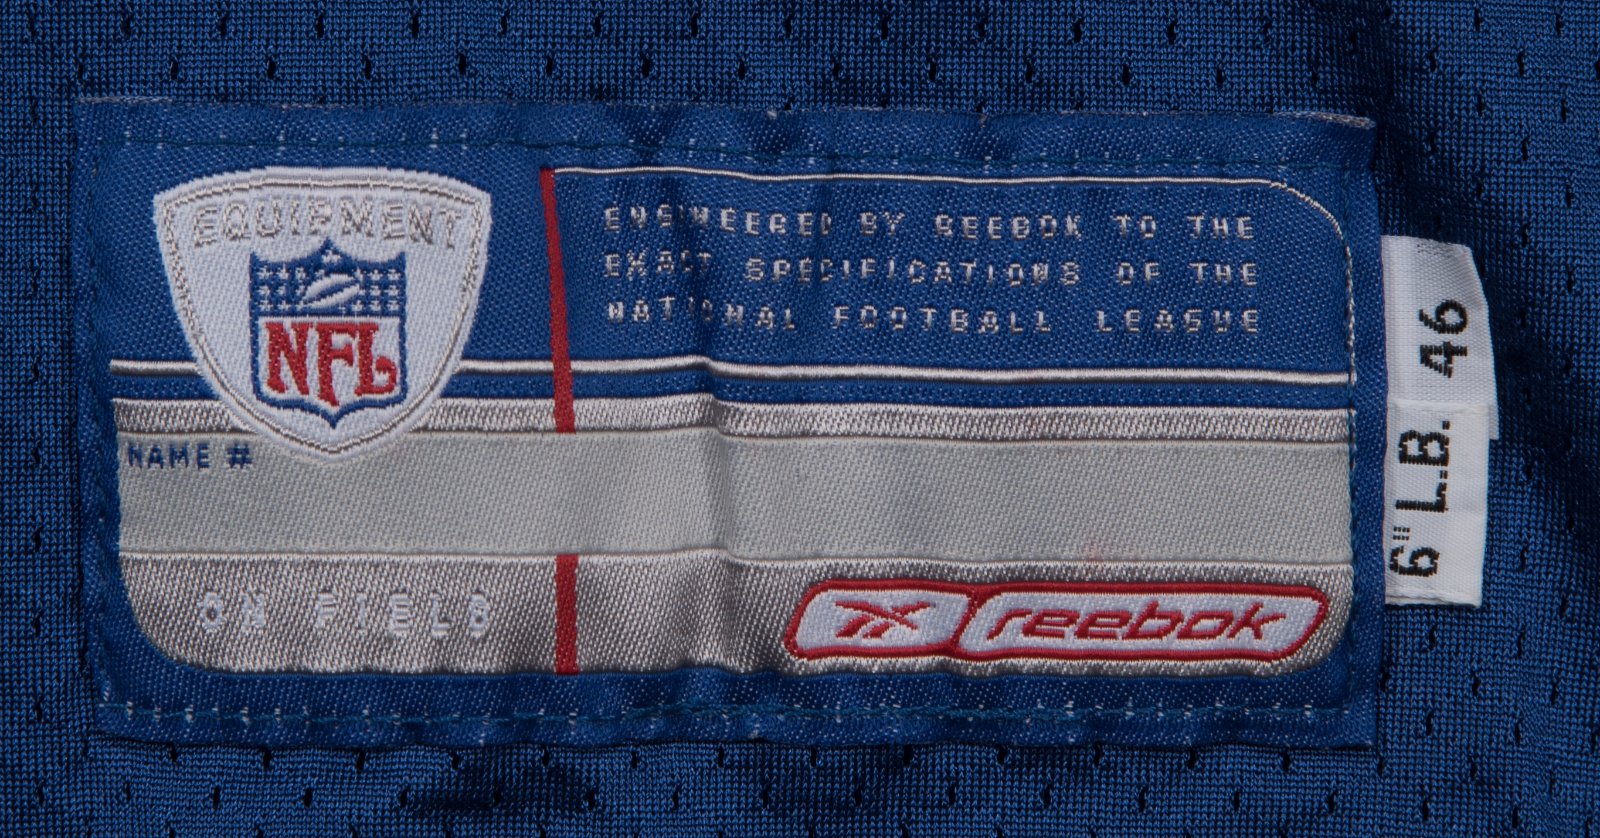 EQUIPMENT
NFL
ENGINEERED BY REEBOK TO THE
EXACT SPECIFICATIONS OF THE
NATIONAL FOOTBALL LEAGUE
NAME #
ON FIELD
reebok
46
6" L.B.